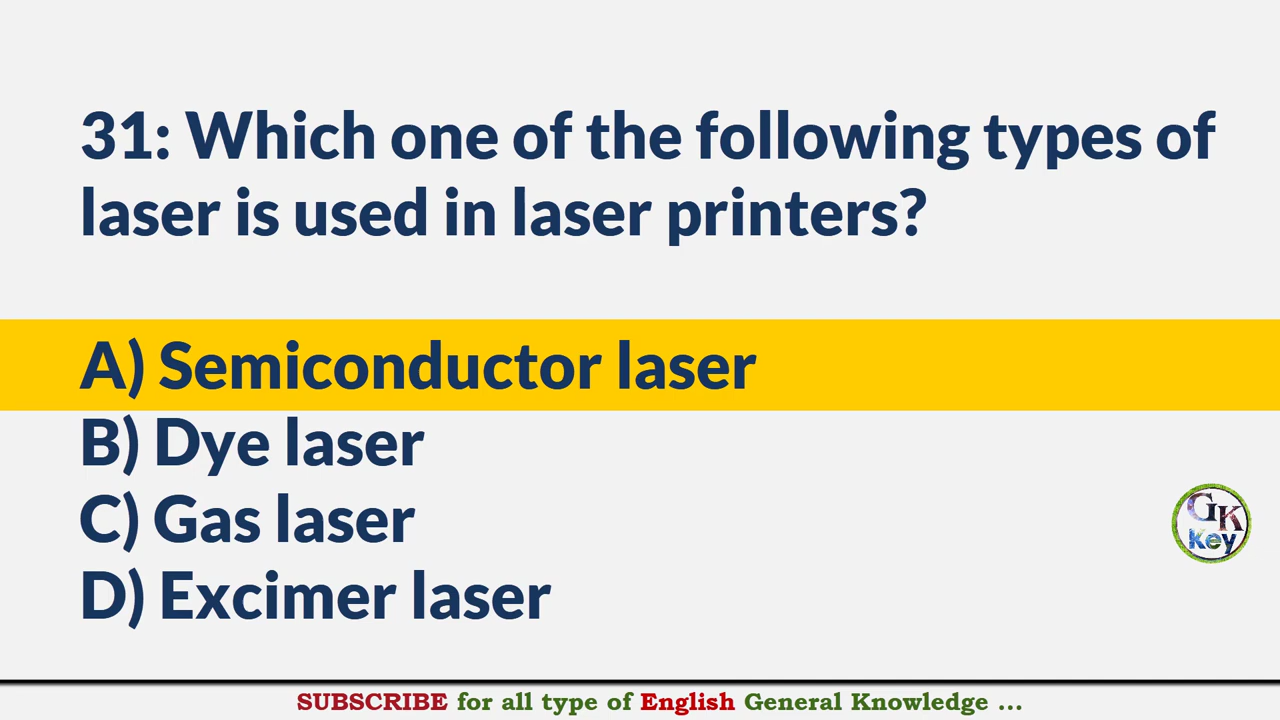 31: Which one of the following types of
laser is used in laser printers?
A) Semiconductor laser
B) Dye laser
C) Gas laser
D) Excimer laser
GK
Key
SUBSCRIBE for all type of English General Knowledge ...